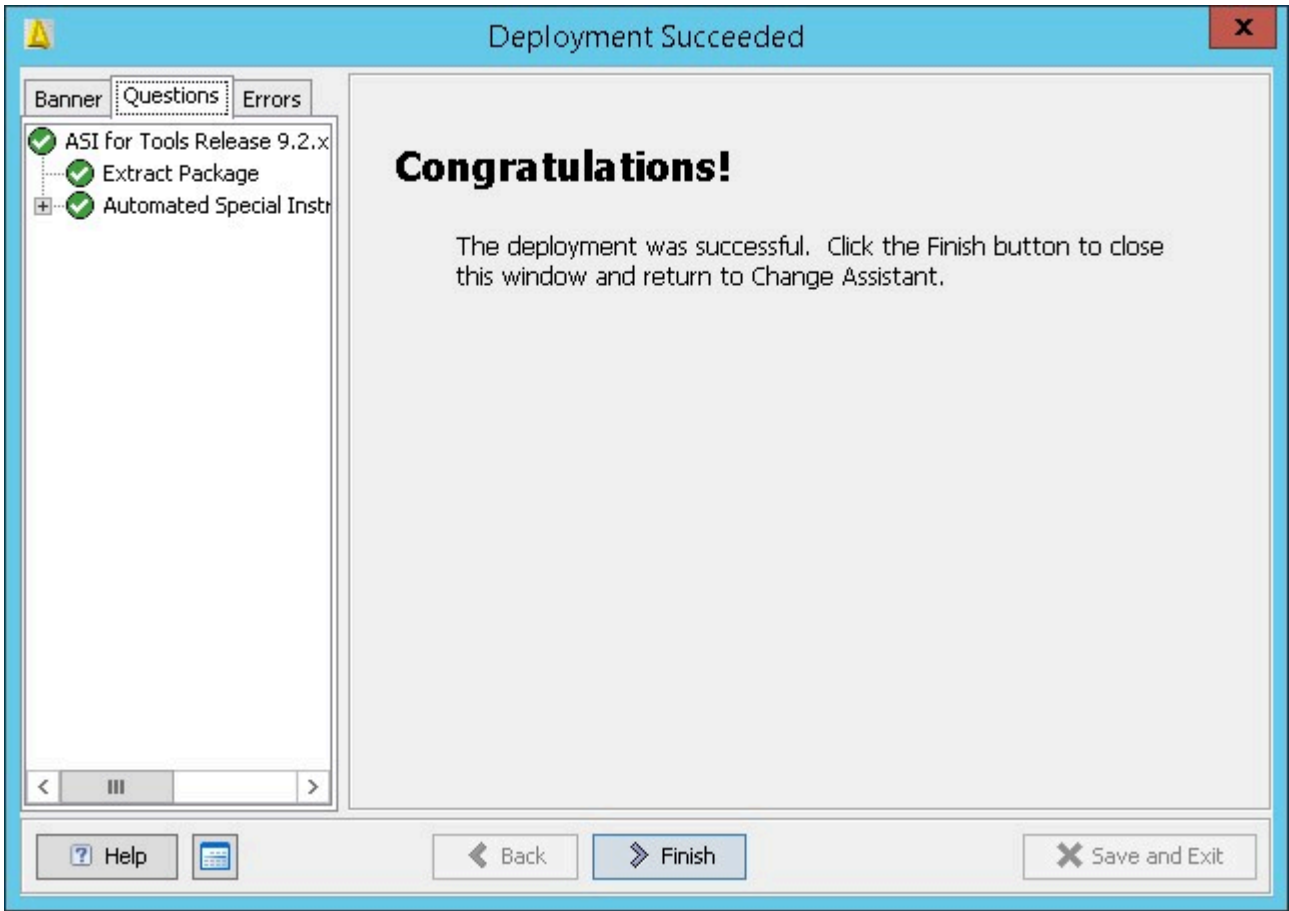 Deployment Succeeded
x
Banner Questions Errors
ASI for Tools Release 9.2.x
Extract Package
Automated Special Instr
Congratulations!
The deployment was successful. Click the Finish button to close
this window and return to Change Assistant.
? Help
Back
Finish
Save and Exit